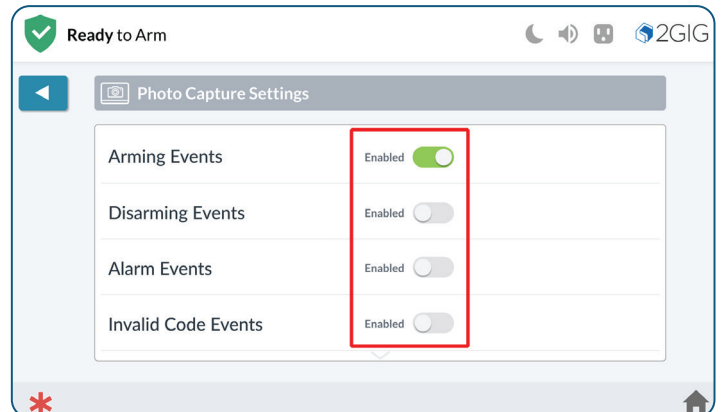 Ready to Arm
2GIG
Photo Capture Settings
Arming Events Enabled
Disarming Events Enabled
Alarm Events Enabled
Invalid Code Events Enabled